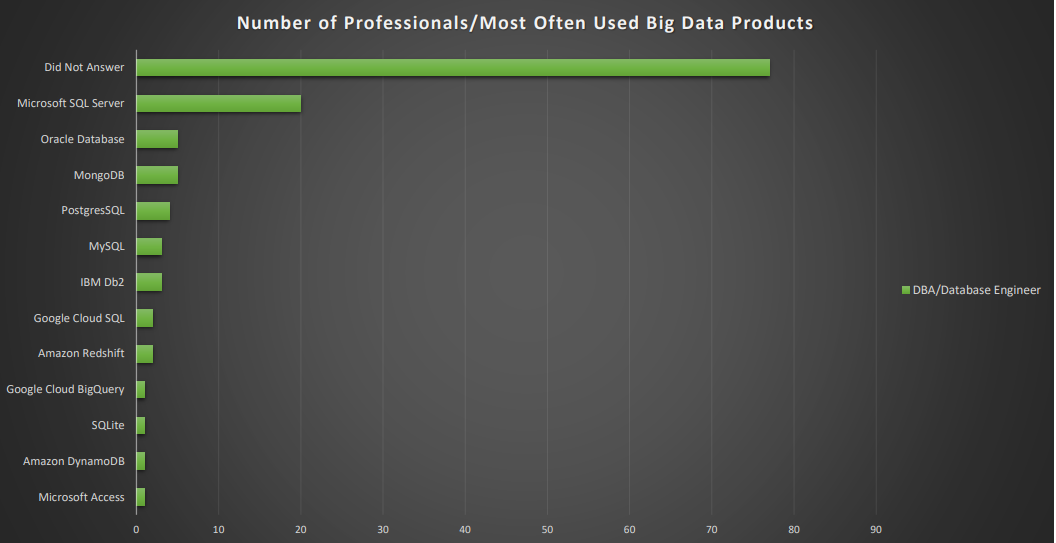 Number of Professionals/Most Often Used Big Data Products
Did Not Answer
Microsoft SQL Server
Oracle Database
MongoDB
PostgresSQL
MySQL
IBM Db2
Google Cloud SQL
Amazon Redshift
Google Cloud BigQuery
SQLite
Amazon DynamoDB
Microsoft Access
0 10 20 30 40 50 60 70 80 90
DBA/Database Engineer